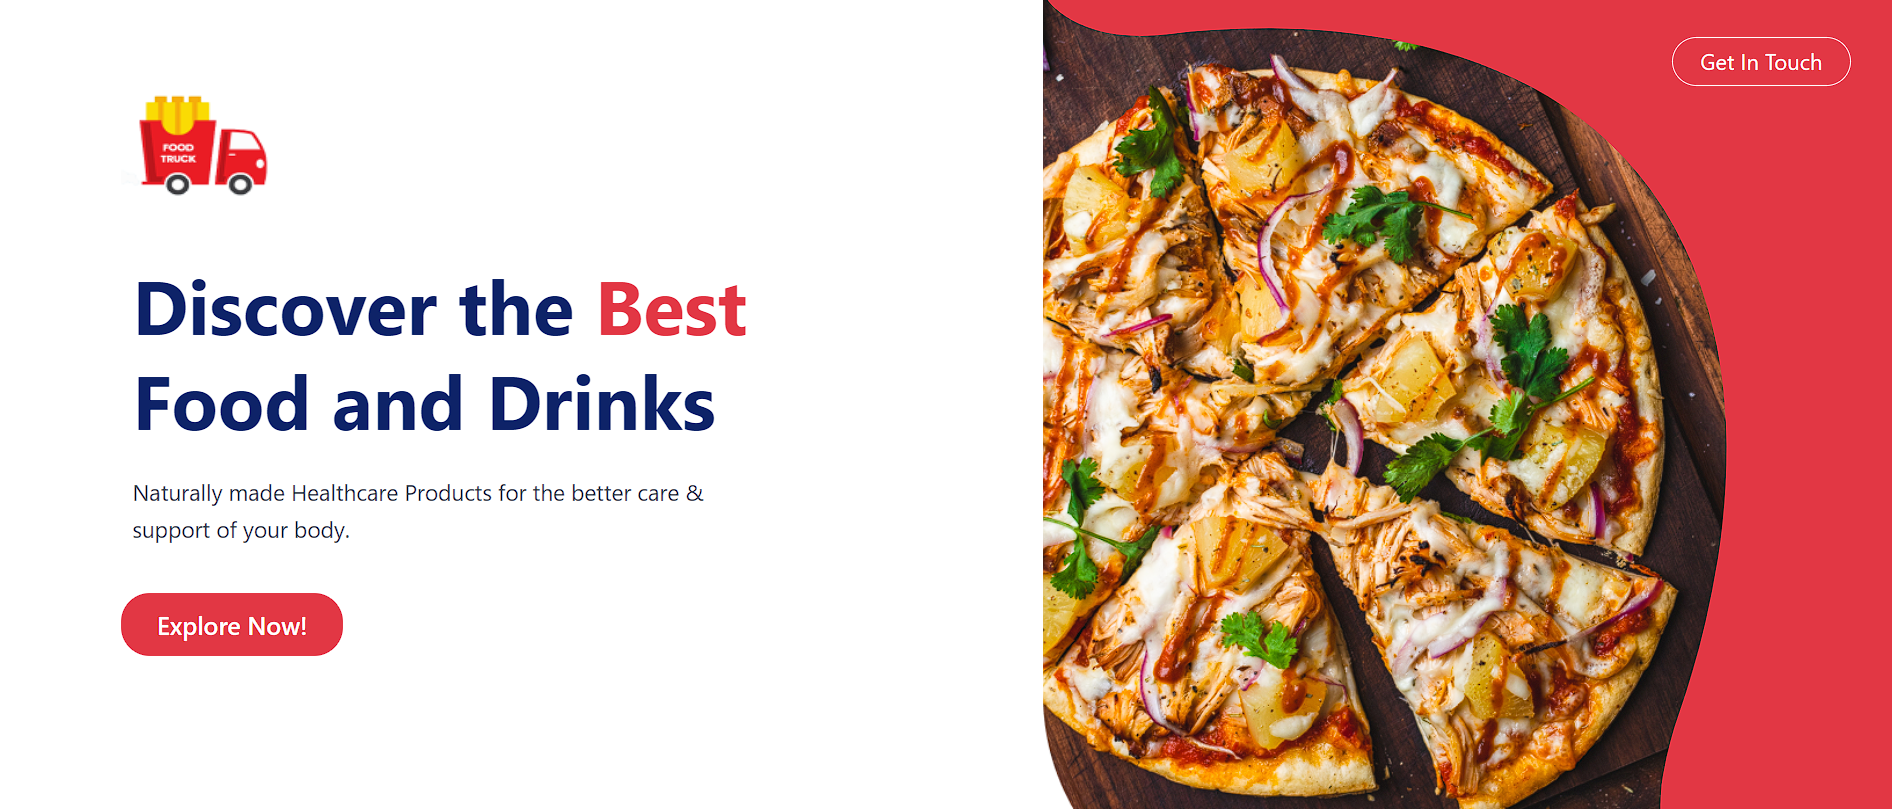 Get In Touch
FOOD
TRUCK
Discover the Best
Food and Drinks
Naturally made Healthcare Products for the better care &
support of your body.
Explore Now!